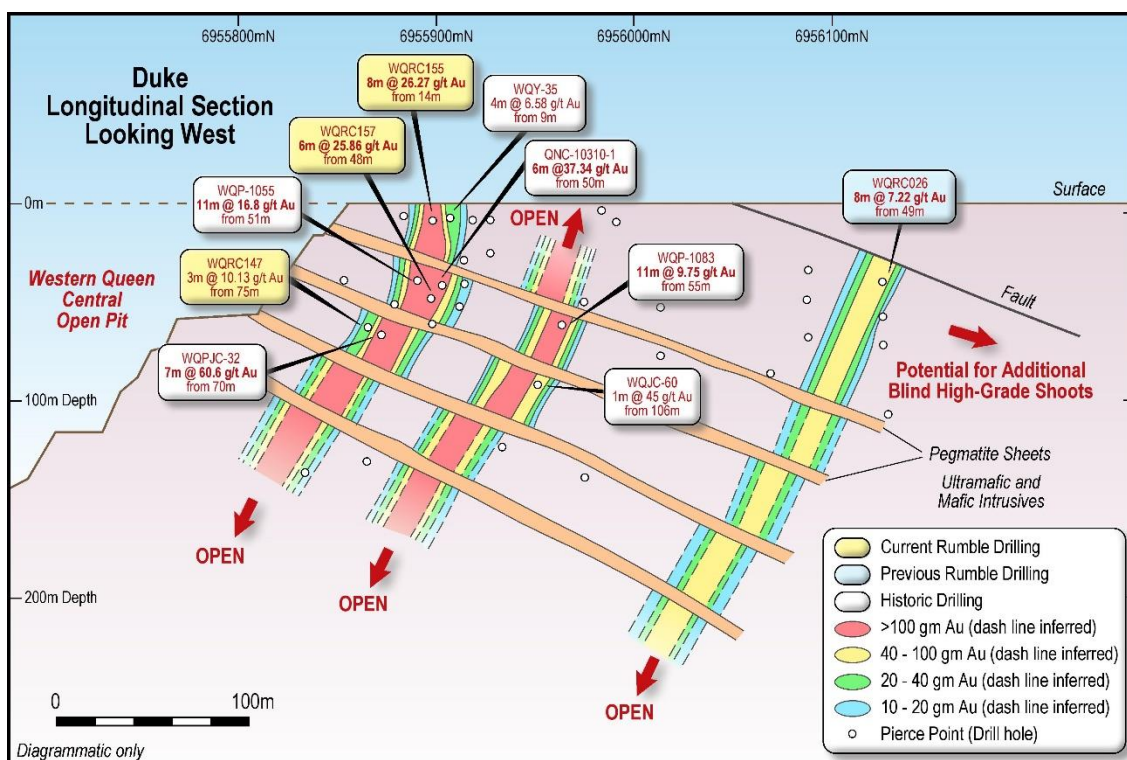 6955800mN
6955900mN
6956000mN
6956100mN
Duke
Longitudinal Section
Looking West
WQRC155
8m @ 26.27 g/t Au
from 14m
WQY-35
4m @ 6.58 g/t Au
from 9m
WQRC157
6m @ 25.86 g/t Au
from 48m
QNC-10310-1
6m @37.34 g/t Au
from 50m
WQP-1055
11m @ 16.8 g/t Au
from 51m
WQRC026
8m @ 7.22 g/t Au
from 49m
0m
Surface
OPEN
Western Queen
Central
Open Pit
WQRC147
3m @ 10.13 g/t Au
from 75m
WQP-1083
11m @ 9.75 g/t Au
from 55m
Fault
WQPJC-32
7m @ 60.6 g/t Au
from 70m
WQJC-60
1m @ 45 g/t Au
from 106m
Potential for Additional
Blind High-Grade Shoots
100m Depth
Pegmatite Sheets
Ultramafic and
Mafic Intrusives
OPEN
OPEN
OPEN
200m Depth
Current Rumble Drilling
Previous Rumble Drilling
Historic Drilling
>100 gm Au (dash line inferred)
40 - 100 gm Au (dash line inferred)
20 - 40 gm Au (dash line inferred)
10 - 20 gm Au (dash line inferred)
Pierce Point (Drill hole)
0
100m
Diagrammatic only